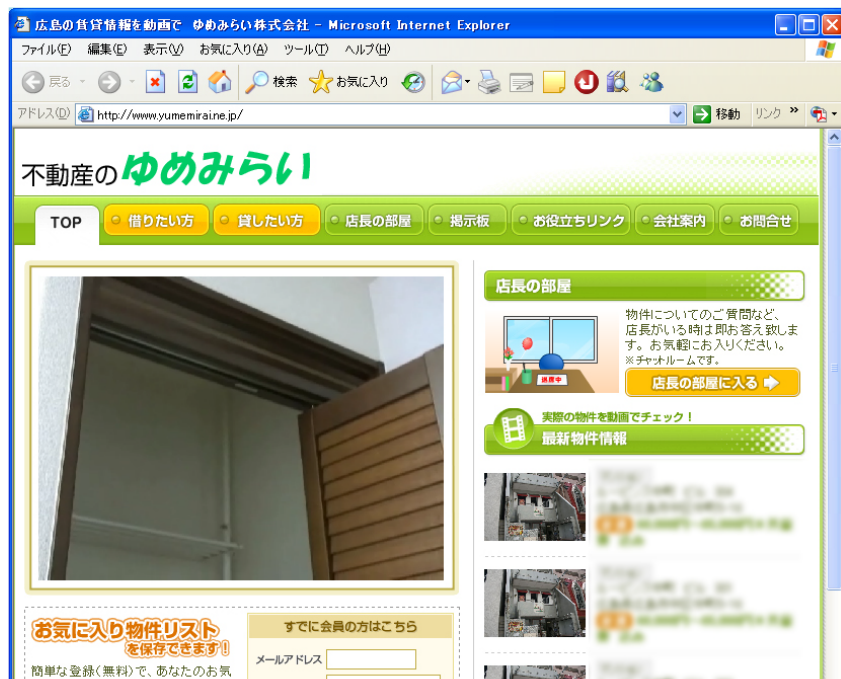 広島の賃貸情報を動画で ゆめみらい株式会社 - Microsoft Internet Explorer
ファイル(F) 編集(E) 表示(V) お気に入り(A) ツール(T) ヘルプ(H)
戻る 検索 お気に入り
アドレス(D) http://www.yumemirai.ne.jp/ 移動 リンク »
不動産のゆめみらい
TOP 借りたい方 貸したい方 店長の部屋 掲示板 お役立ちリンク 会社案内 お問合せ
店長の部屋
物件についてのご質問など、
店長がいる時は即お答え致しま
す。お気軽にお入りください。
※チャットルームです。
店長の部屋に入る
実際の物件を動画でチェック!
最新物件情報
お気に入り物件リスト
を保存できます!
簡単な登録(無料)で、あなたのお気
すでに会員の方はこちら
メールアドレス